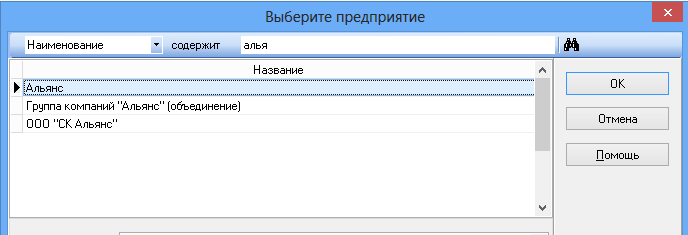 Выберите предприятие
Наименование содержит алья
Название
Альянс
Группа компаний "Альянс" (объединение)
ООО "СК Альянс"
OK
Отмена
Помощь